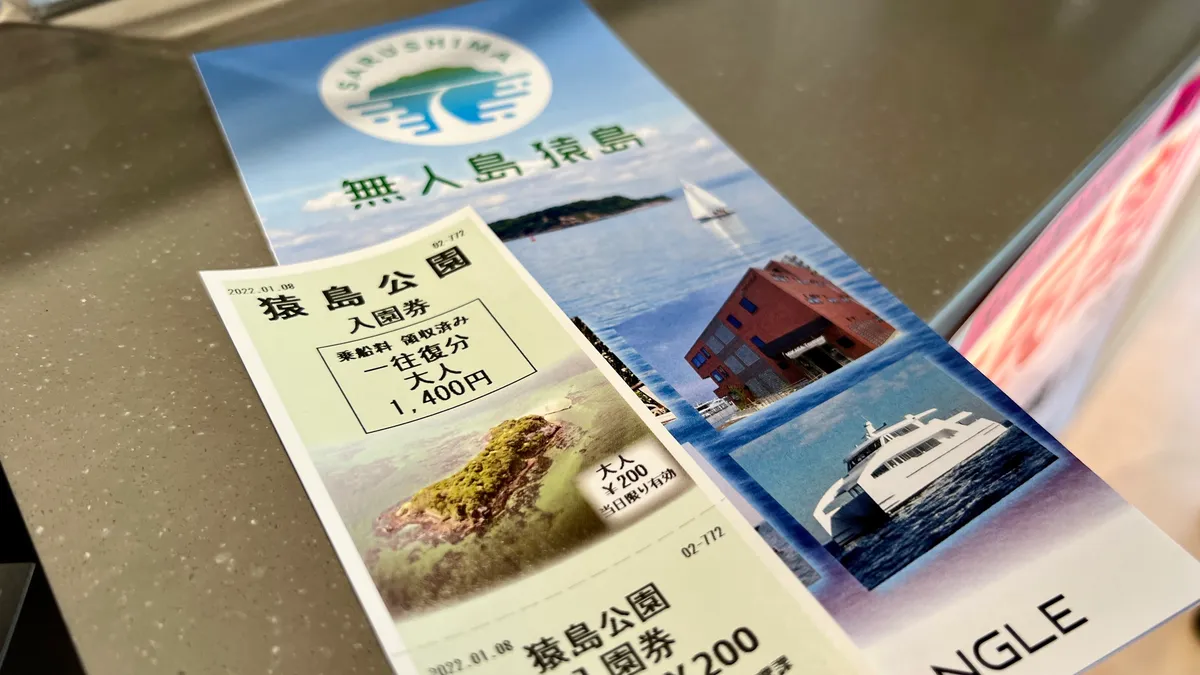 SARUSHIMA
無人島 猿島
2022.01.08
02-772
猿島公園
入園券
乗船料 領収済み
一往復分
大人
1,400円
大人
¥200
当日限り有効
02-772
2022.01.08
猿島公園
入園券
¥200
NGLE